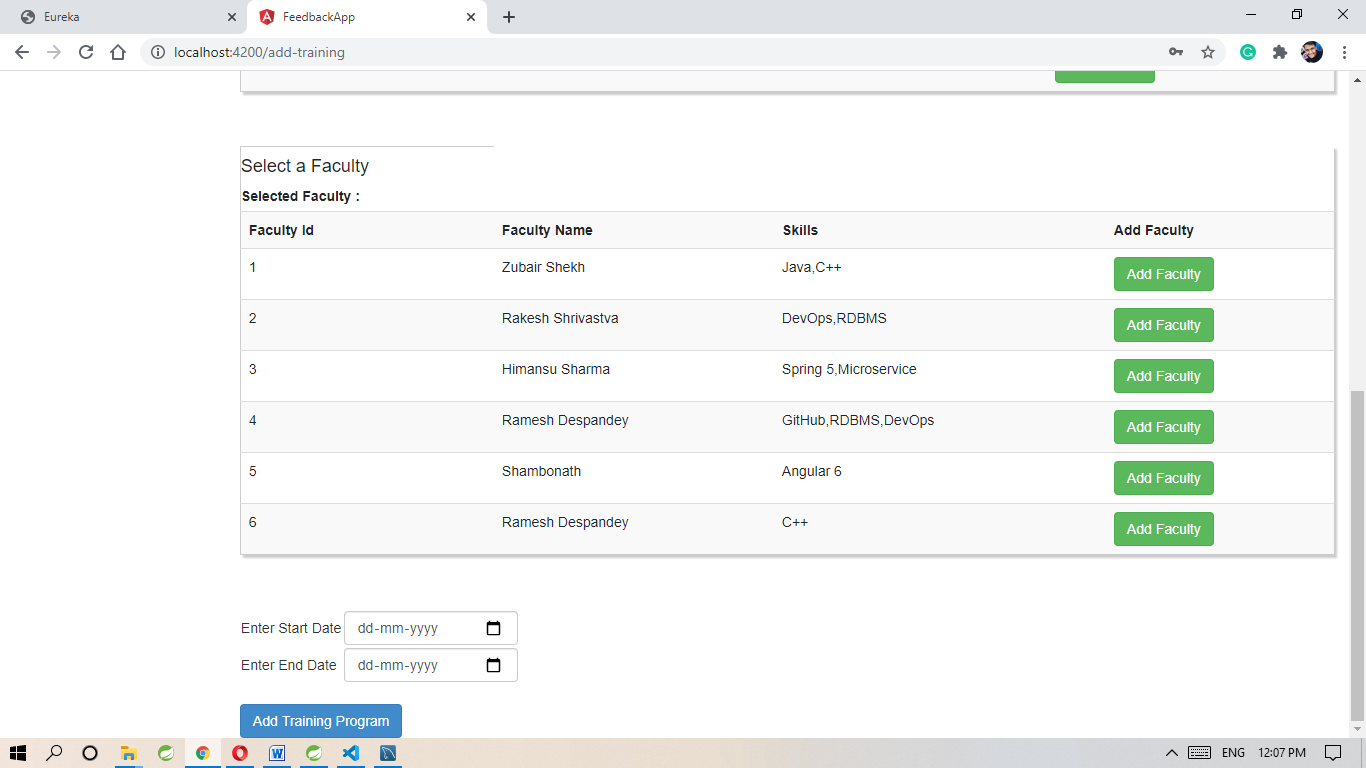 Eureka
FeedbackApp
localhost:4200/add-training
Select a Faculty
Selected Faculty :
Faculty Id Faculty Name Skills Add Faculty
1 Zubair Shekh Java,C++ Add Faculty
2 Rakesh Shrivastva DevOps,RDBMS Add Faculty
3 Himansu Sharma Spring 5,Microservice Add Faculty
4 Ramesh Despandey GitHub,RDBMS,DevOps Add Faculty
5 Shambonath Angular 6 Add Faculty
6 Ramesh Despandey C++ Add Faculty
Enter Start Date dd-mm-yyyy
Enter End Date dd-mm-yyyy
Add Training Program
ENG 12:07 PM